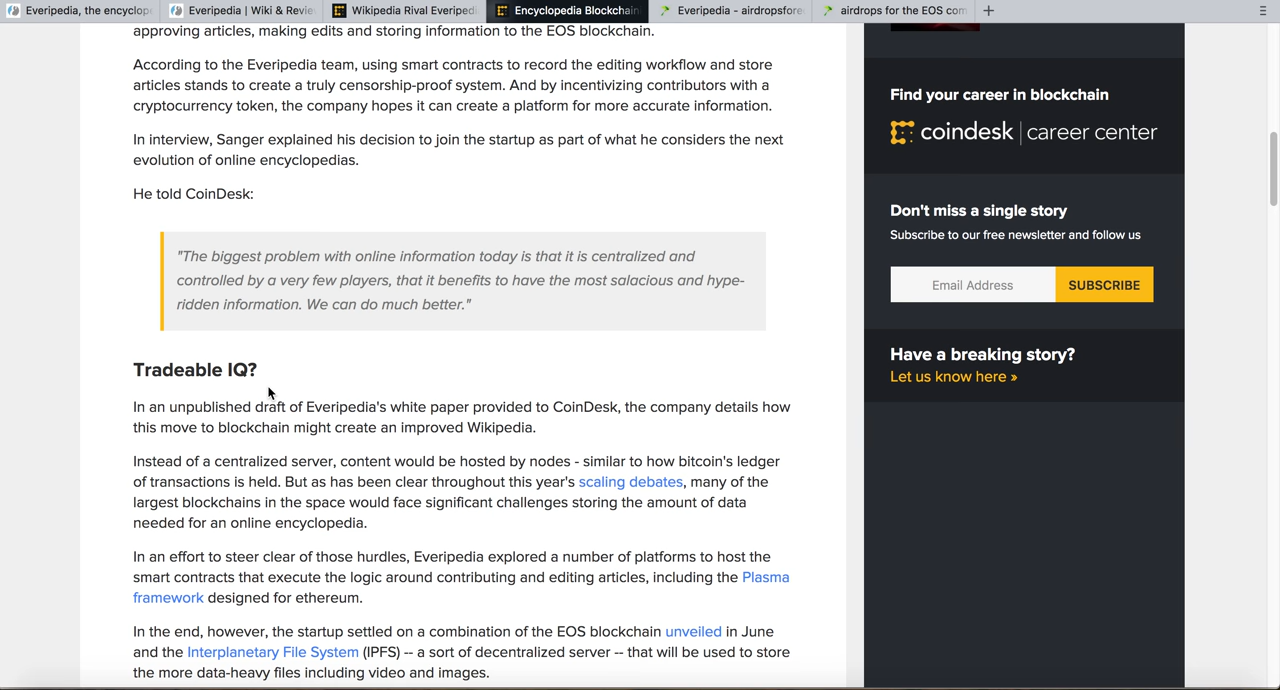 Everipedia, the encyclop
Everipedia | Wiki & Revie
Wikipedia Rival Everipedi
Encyclopedia Blockchain
Everipedia - airdropsfore
airdrops for the EOS com
approving articles, making edits and storing information to the EOS blockchain.
According to the Everipedia team, using smart contracts to record the editing workflow and store
articles stands to create a truly censorship-proof system. And by incentivizing contributors with a
cryptocurrency token, the company hopes it can create a platform for more accurate information.
In interview, Sanger explained his decision to join the startup as part of what he considers the next
evolution of online encyclopedias.
He told CoinDesk:
"The biggest problem with online information today is that it is centralized and
controlled by a very few players, that it benefits to have the most salacious and hype-
ridden information. We can do much better."
Tradeable IQ?
In an unpublished draft of Everipedia's white paper provided to CoinDesk, the company details how
this move to blockchain might create an improved Wikipedia.
Instead of a centralized server, content would be hosted by nodes - similar to how bitcoin's ledger
of transactions is held. But as has been clear throughout this year's scaling debates, many of the
largest blockchains in the space would face significant challenges storing the amount of data
needed for an online encyclopedia.
In an effort to steer clear of those hurdles, Everipedia explored a number of platforms to host the
smart contracts that execute the logic around contributing and editing articles, including the Plasma
framework designed for ethereum.
In the end, however, the startup settled on a combination of the EOS blockchain unveiled in June
and the Interplanetary File System (IPFS) -- a sort of decentralized server -- that will be used to store
the more data-heavy files including video and images.
Find your career in blockchain
coindesk | career center
Don't miss a single story
Subscribe to our free newsletter and follow us
Email Address
SUBSCRIBE
Have a breaking story?
Let us know here »